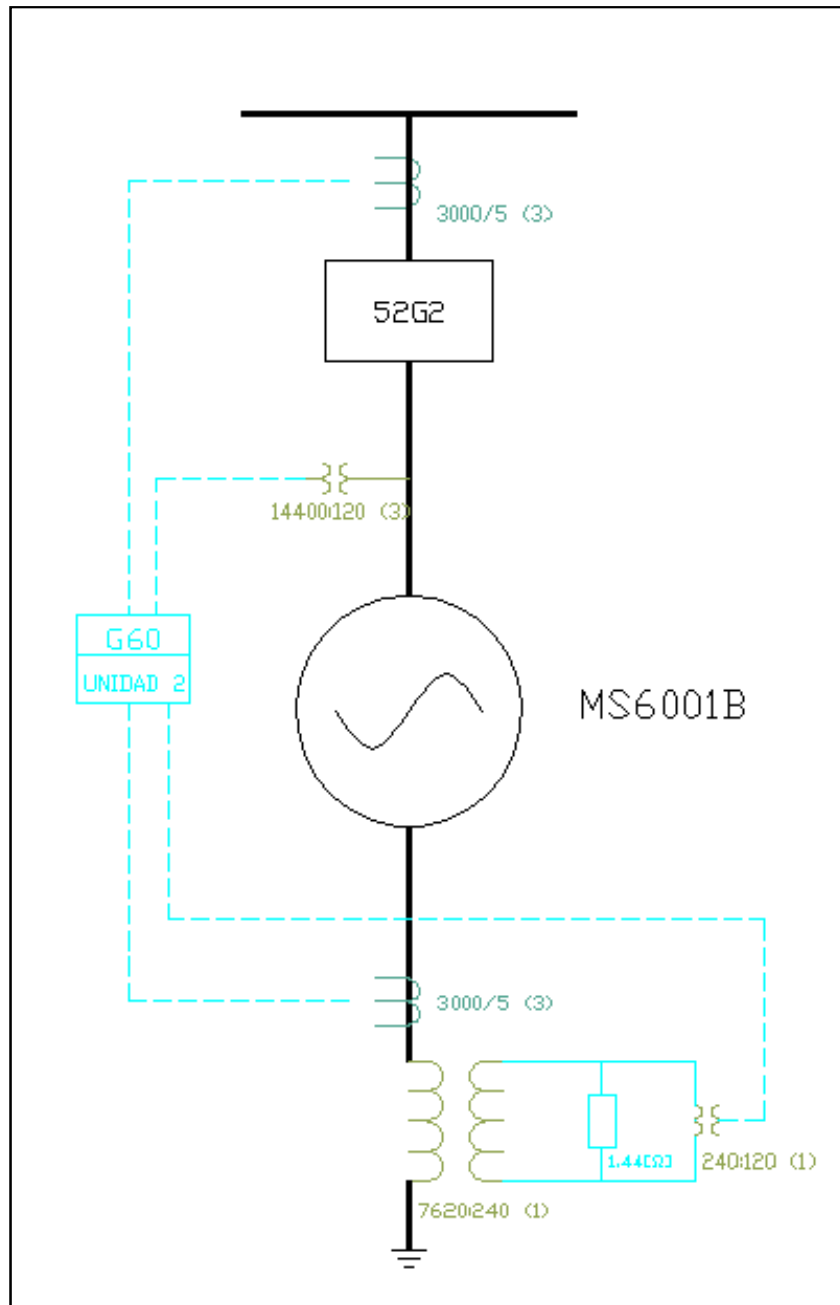 3000/5 (3)
52G2
14400:120 (3)
G60
UNIDAD 2
MS6001B
3000/5 (3)
1.44[Ω]
240:120 (1)
7620:240 (1)